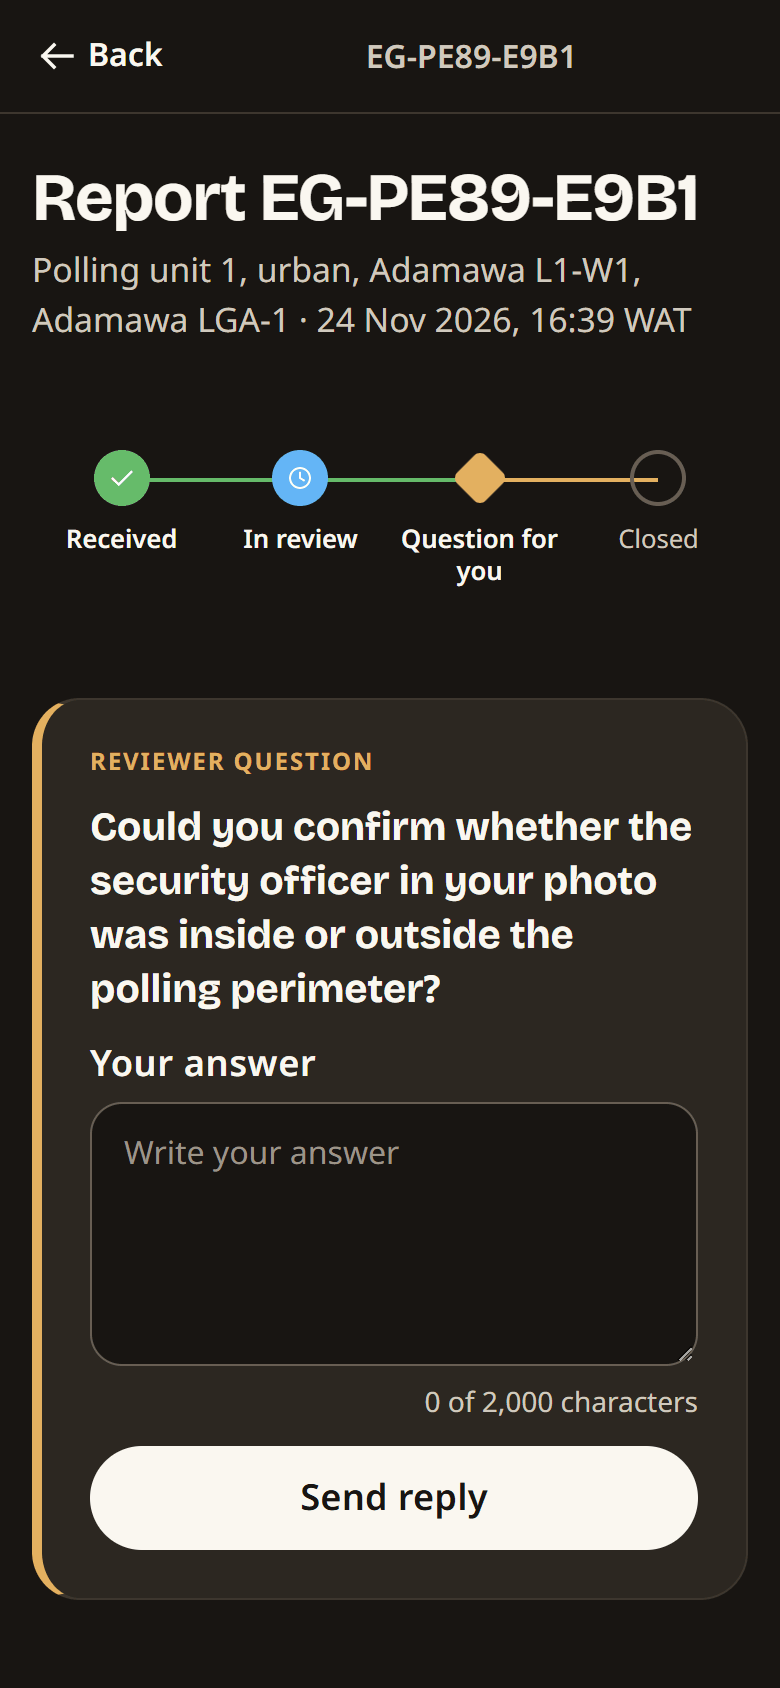 Back
EG-PE89-E9B1
Report EG-PE89-E9B1
Polling unit 1, urban, Adamawa L1-W1,
Adamawa LGA-1 · 24 Nov 2026, 16:39 WAT
Received
In review
Question for
you
Closed
REVIEWER QUESTION
Could you confirm whether the
security officer in your photo
was inside or outside the
polling perimeter?
Your answer
Write your answer
0 of 2,000 characters
Send reply